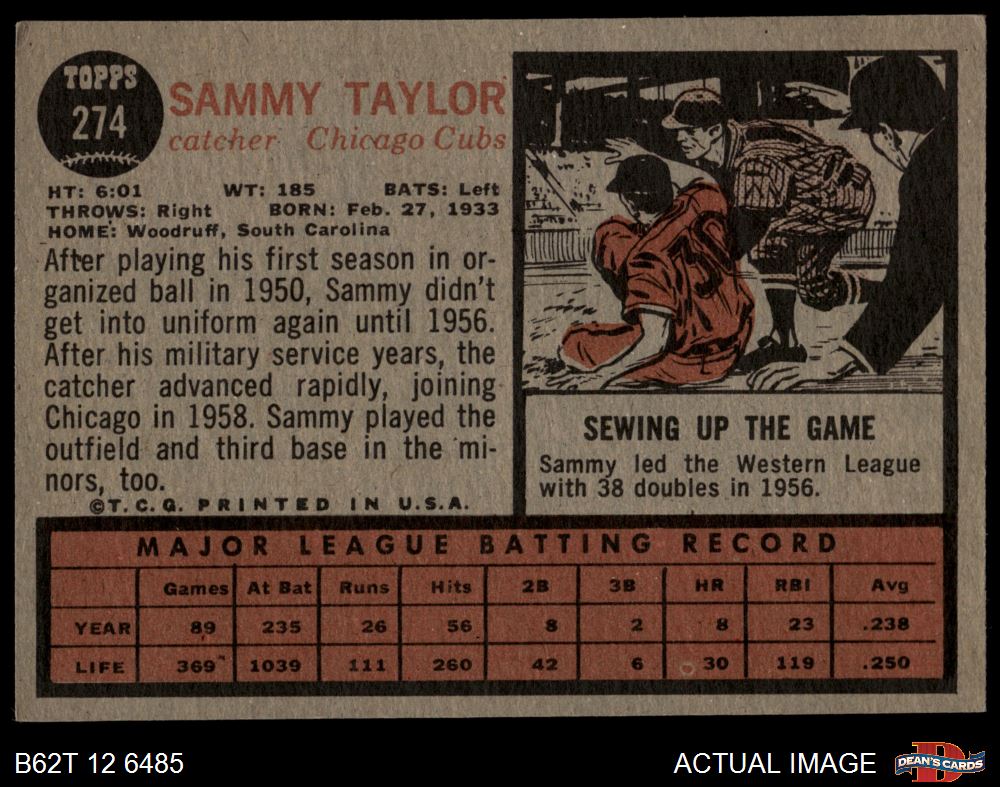 TOPPS
274
SAMMY TAYLOR
catcher Chicago Cubs
HT: 6:01 WT: 185 BATS: Left
THROWS: Right BORN: Feb. 27, 1933
HOME: Woodruff, South Carolina
After playing his first season in or-
ganized ball in 1950, Sammy didn't
get into uniform again until 1956.
After his military service years, the
catcher advanced rapidly, joining
Chicago in 1958. Sammy played the
outfield and third base in the mi-
nors, too.
©T.C.G. PRINTED IN U.S.A.
30
SEWING UP THE GAME
Sammy led the Western League
with 38 doubles in 1956.
MAJOR LEAGUE BATTING RECORD
Games At Bat Runs Hits 2B 3B HR RBI Avg
YEAR 89 235 26 56 8 2 8 23 .238
LIFE 369 1039 111 260 42 6 30 119 .250
B62T 12 6485
ACTUAL IMAGE
D
DEAN'S CARDS